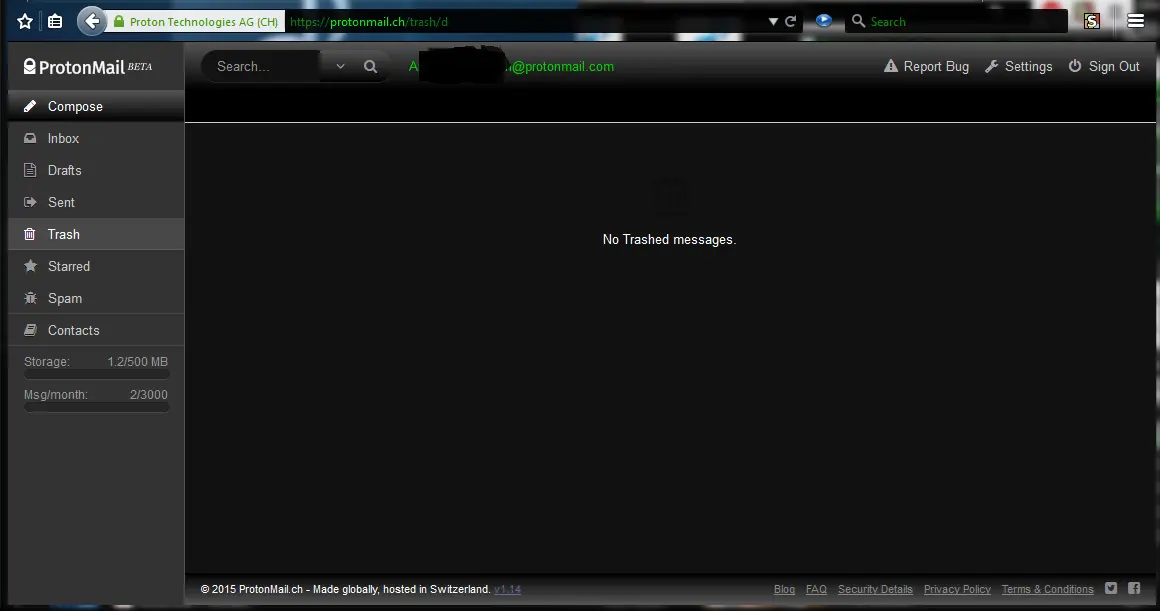 Proton Technologies AG (CH) https://protonmail.ch/trash/d Search
ProtonMail BETA
Search... A @protonmail.com Report Bug Settings Sign Out
Compose
Inbox
Drafts
Sent
Trash
Starred
Spam
Contacts
Storage: 1.2/500 MB
Msg/month: 2/3000
No Trashed messages.
© 2015 ProtonMail.ch - Made globally, hosted in Switzerland. v1.14 Blog FAQ Security Details Privacy Policy Terms & Conditions